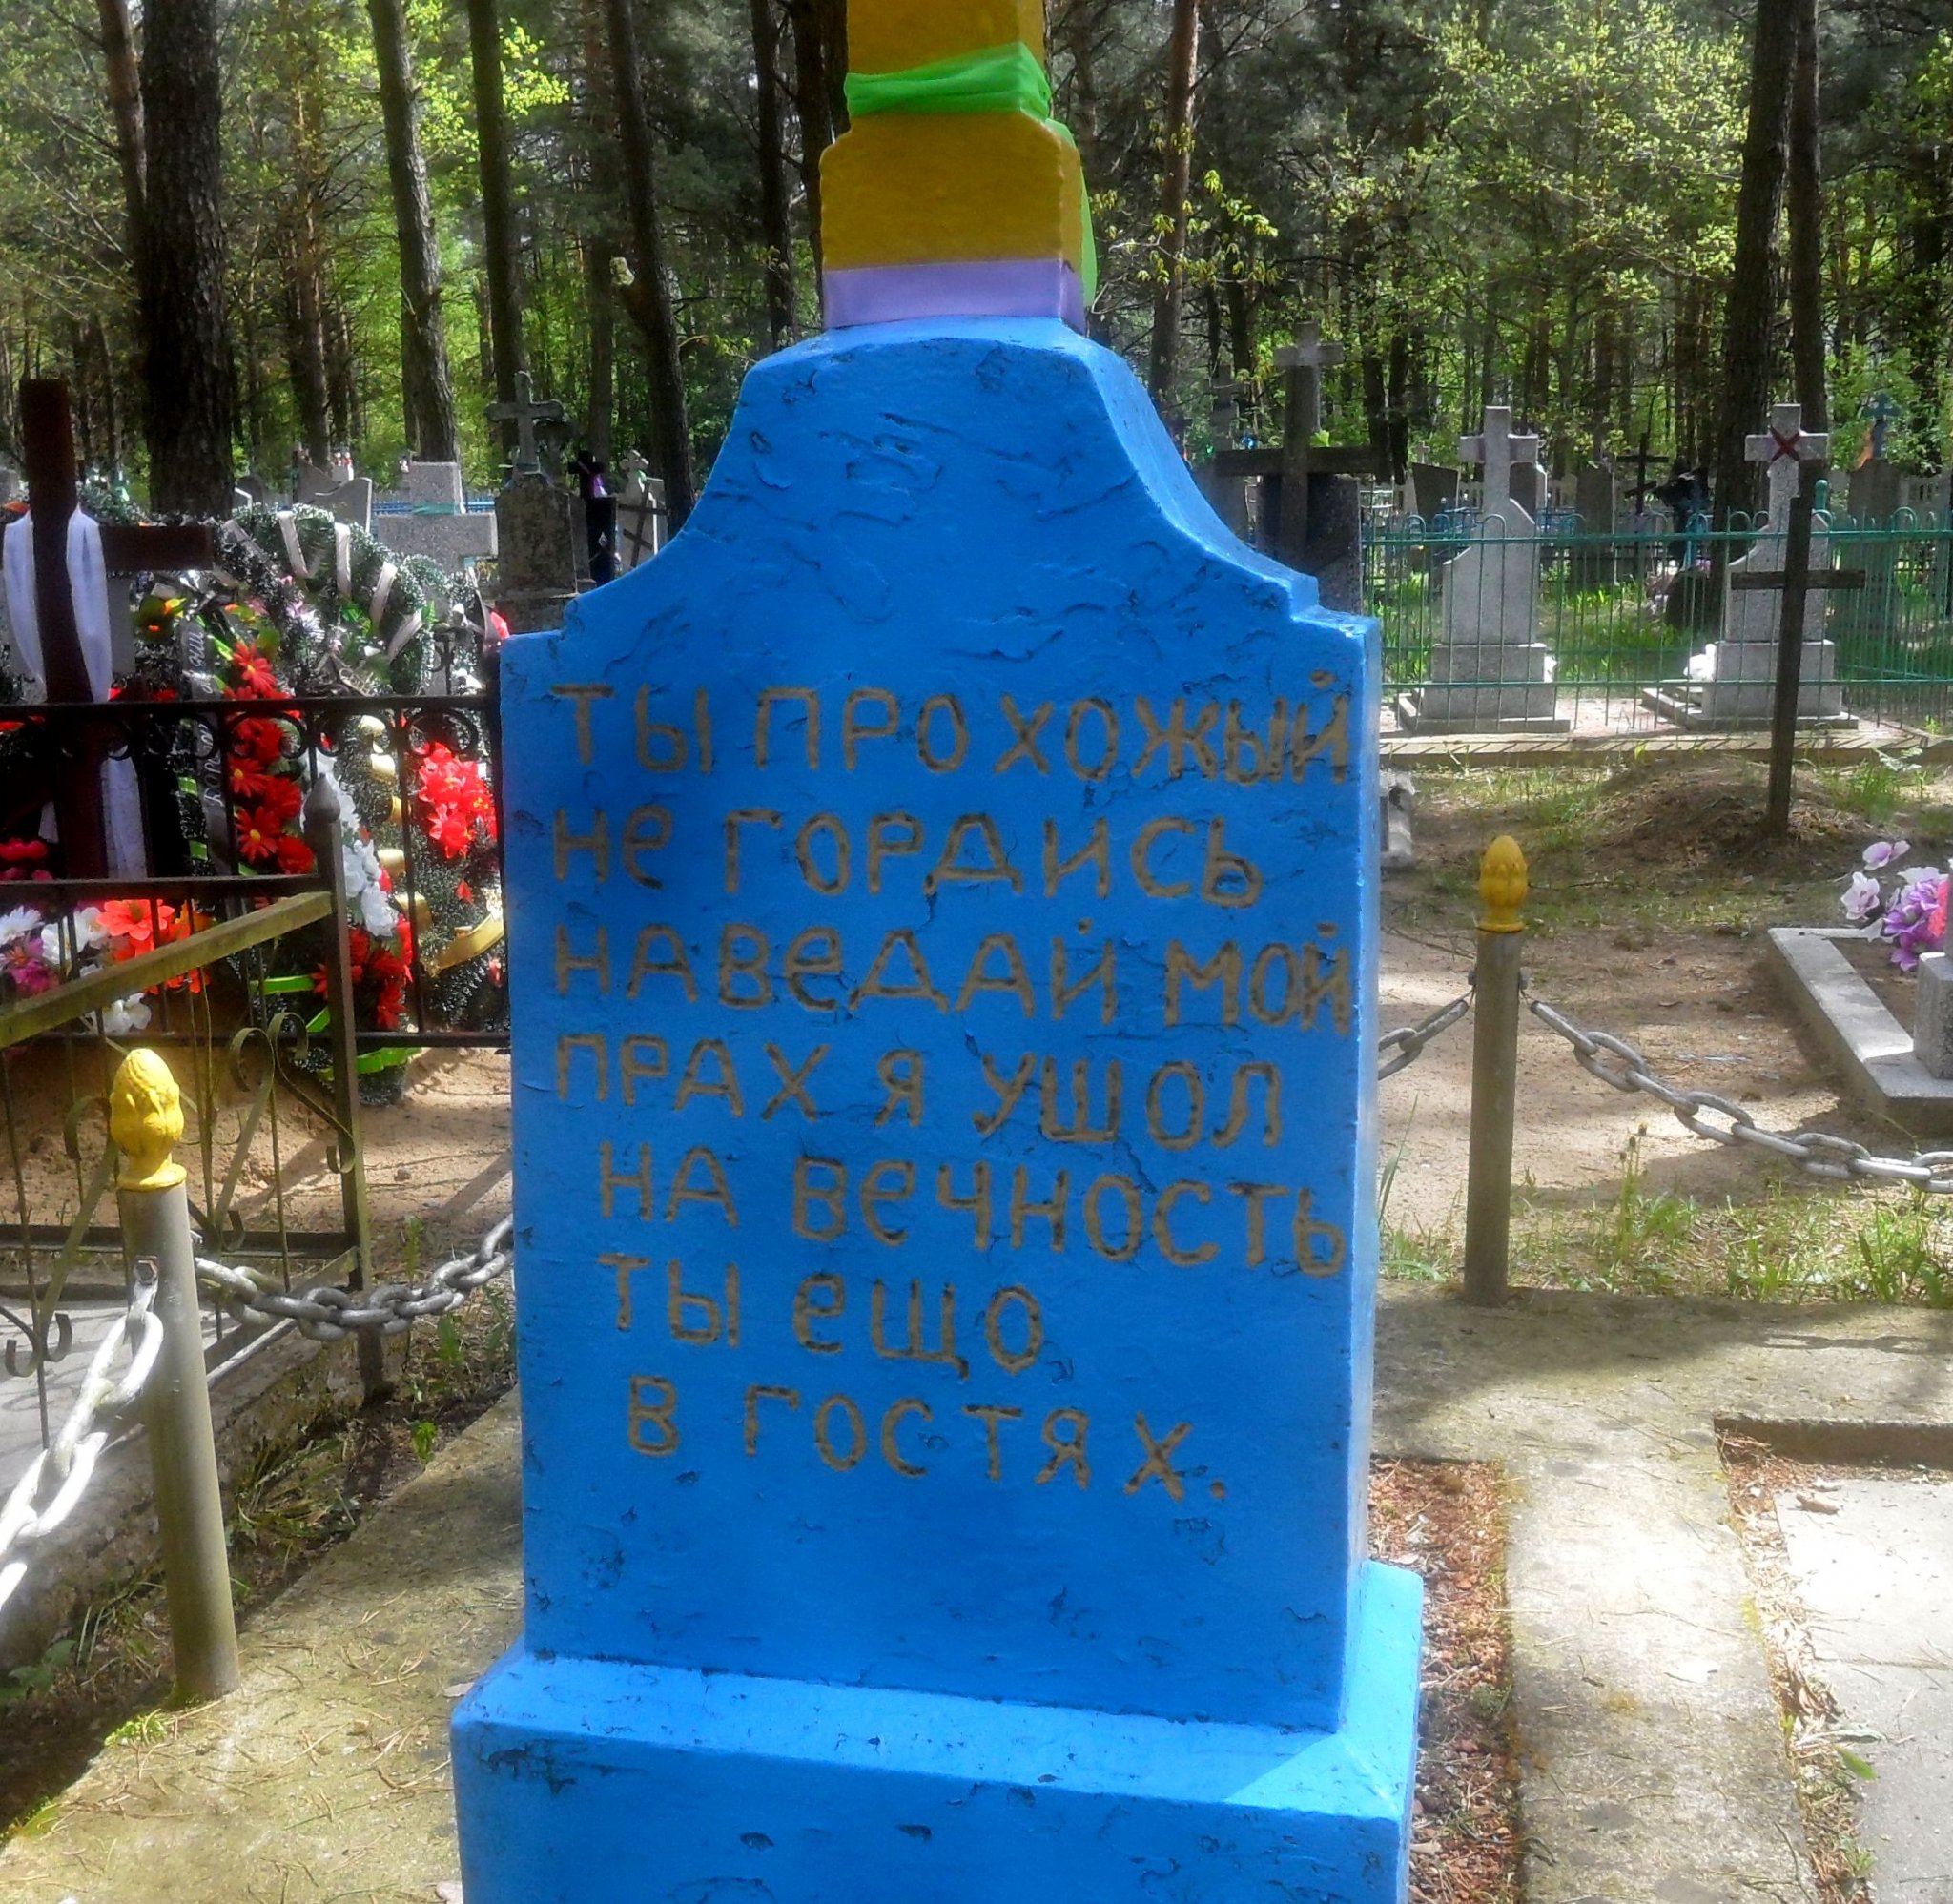 ТЫ ПРОХОЖЫЙ
НЕ ГОРДИСЬ
НАВЕДАЙ МОЙ
ПРАХ Я УШОЛ
НА ВЕЧНОСТЬ
ТЫ ЕЩО
В ГОСТЯХ.